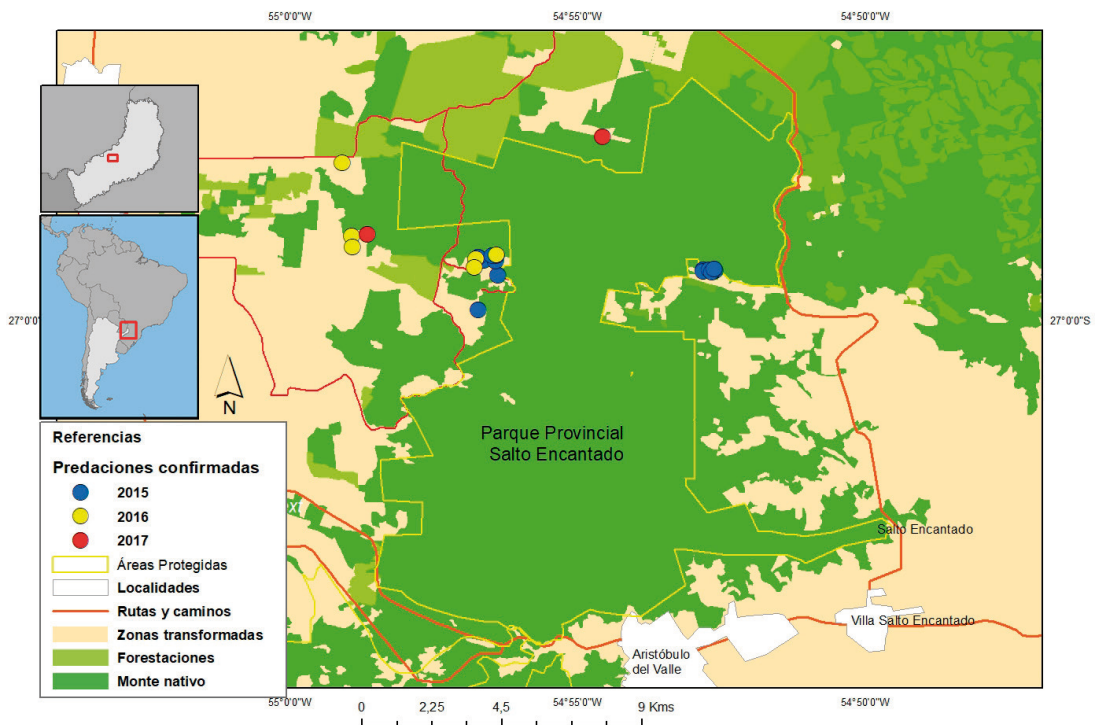 55°0'0"W
54°55'0"W
54°50'0"W
27°0'0"S
27°0'0"S
N
Parque Provincial
Salto Encantado
Referencias
Predaciones confirmadas
2015
2016
2017
Áreas Protegidas
Localidades
Rutas y caminos
Zonas transformadas
Forestaciones
Monte nativo
Salto Encantado
Villa Salto Encantado
Aristóbulo
del Valle
55°0'0"W
54°55'0"W
54°50'0"W
0 2,25 4,5 9 Kms